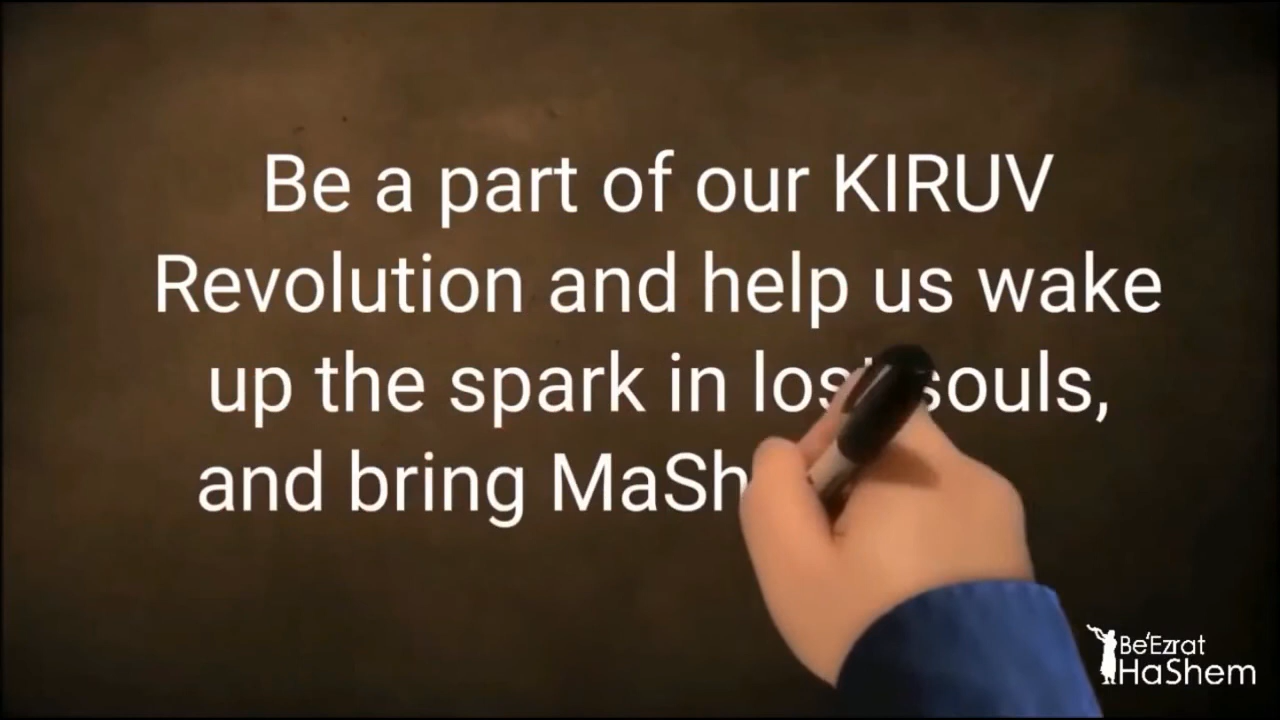 Be a part of our KIRUV
Revolution and help us wake
up the spark in lost souls,
and bring MaSh
Be'Ezrat
HaShem